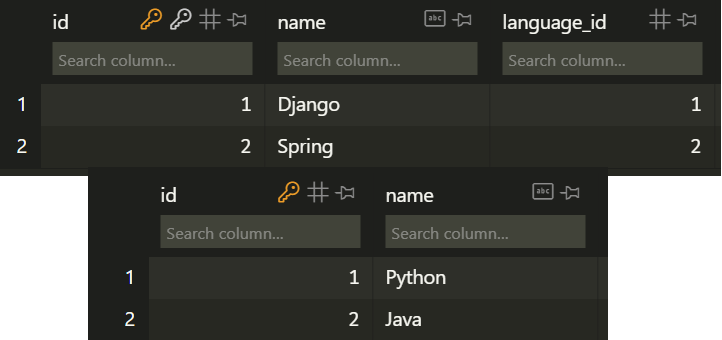 id name language_id
Search column... Search column... Search column...
1 1 Django 1
2 2 Spring 2
id name
Search column... Search column...
1 1 Python
2 2 Java